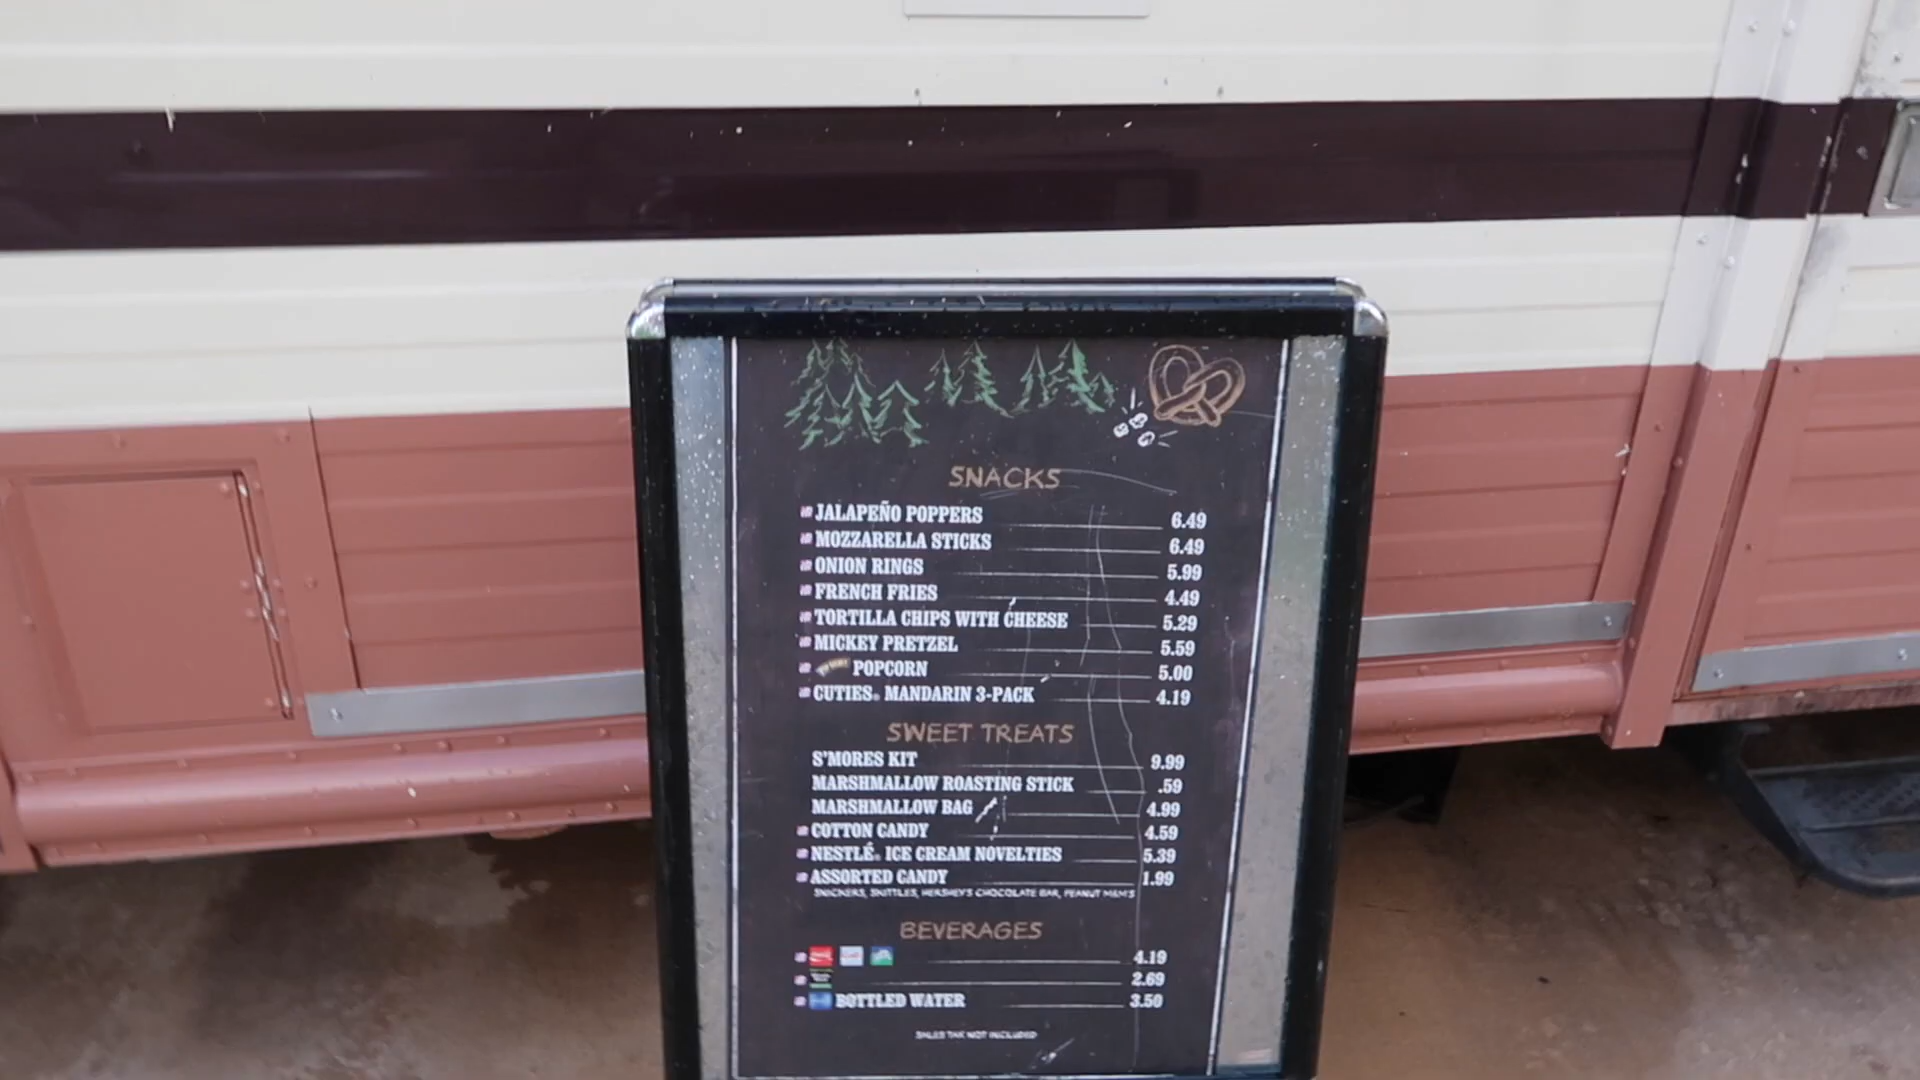 SNACKS
JALAPEÑO POPPERS 6.49
MOZZARELLA STICKS 6.49
ONION RINGS 5.99
FRENCH FRIES 4.49
TORTILLA CHIPS WITH CHEESE 5.29
MICKEY PRETZEL 5.59
POPCORN 5.00
CUTIES® MANDARIN 3-PACK 4.19
SWEET TREATS
S'MORES KIT 9.99
MARSHMALLOW ROASTING STICK .59
MARSHMALLOW BAG 4.99
COTTON CANDY 4.59
NESTLÉ® ICE CREAM NOVELTIES 5.39
ASSORTED CANDY 1.99
SNICKERS, SKITTLES, HERSHEY'S CHOCOLATE BAR, PEANUT M&M'S
BEVERAGES
4.19
2.69
BOTTLED WATER 3.50
SALES TAX NOT INCLUDED